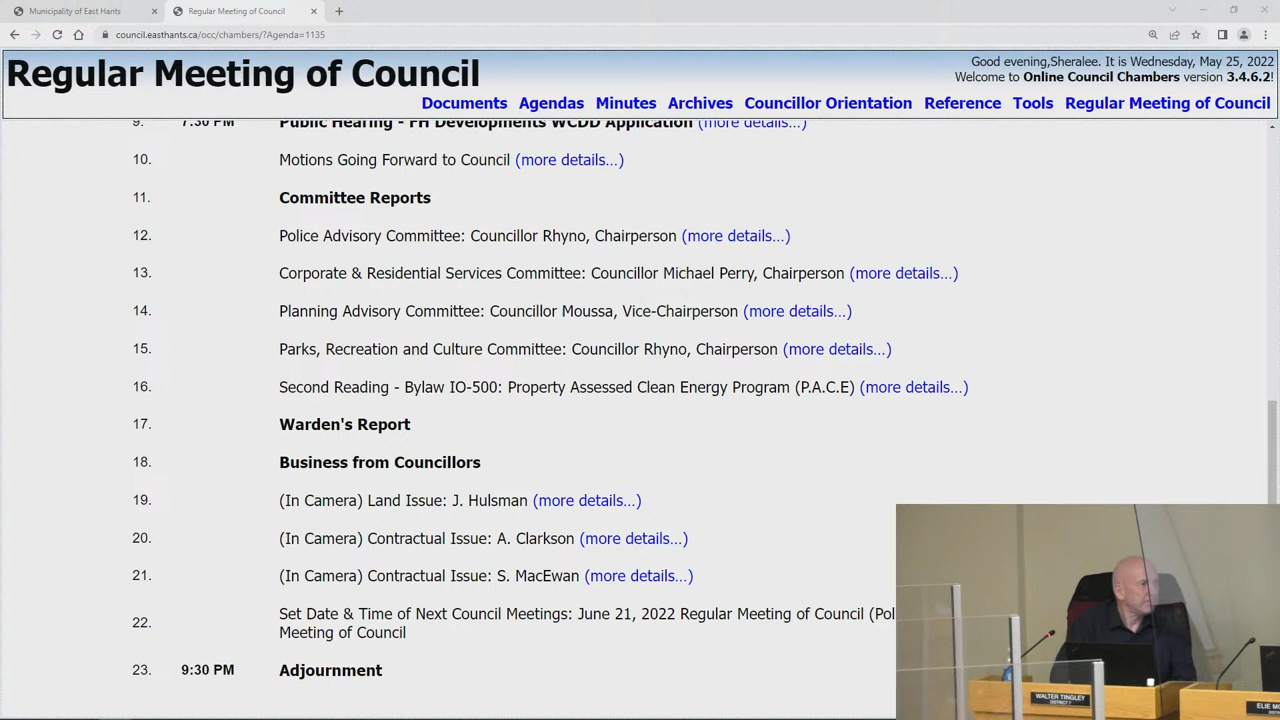 Municipality of East Hants
Regular Meeting of Council
council.easthants.ca/occ/chambers/?Agenda=1135
Regular Meeting of Council
Good evening,Sheralee. It is Wednesday, May 25, 2022
Welcome to Online Council Chambers version 3.4.6.2!
Documents Agendas Minutes Archives Councillor Orientation Reference Tools Regular Meeting of Council
9. 7:30 PM Public Hearing - FH Developments WCDD Application (more details...)
10. Motions Going Forward to Council (more details...)
11. Committee Reports
12. Police Advisory Committee: Councillor Rhyno, Chairperson (more details...)
13. Corporate & Residential Services Committee: Councillor Michael Perry, Chairperson (more details...)
14. Planning Advisory Committee: Councillor Moussa, Vice-Chairperson (more details...)
15. Parks, Recreation and Culture Committee: Councillor Rhyno, Chairperson (more details...)
16. Second Reading - Bylaw IO-500: Property Assessed Clean Energy Program (P.A.C.E) (more details...)
17. Warden's Report
18. Business from Councillors
19. (In Camera) Land Issue: J. Hulsman (more details...)
20. (In Camera) Contractual Issue: A. Clarkson (more details...)
21. (In Camera) Contractual Issue: S. MacEwan (more details...)
22. Set Date & Time of Next Council Meetings: June 21, 2022 Regular Meeting of Council (Pol
Meeting of Council
23. 9:30 PM Adjournment
WALTER TINGLEY
DISTRICT 7
ELIE